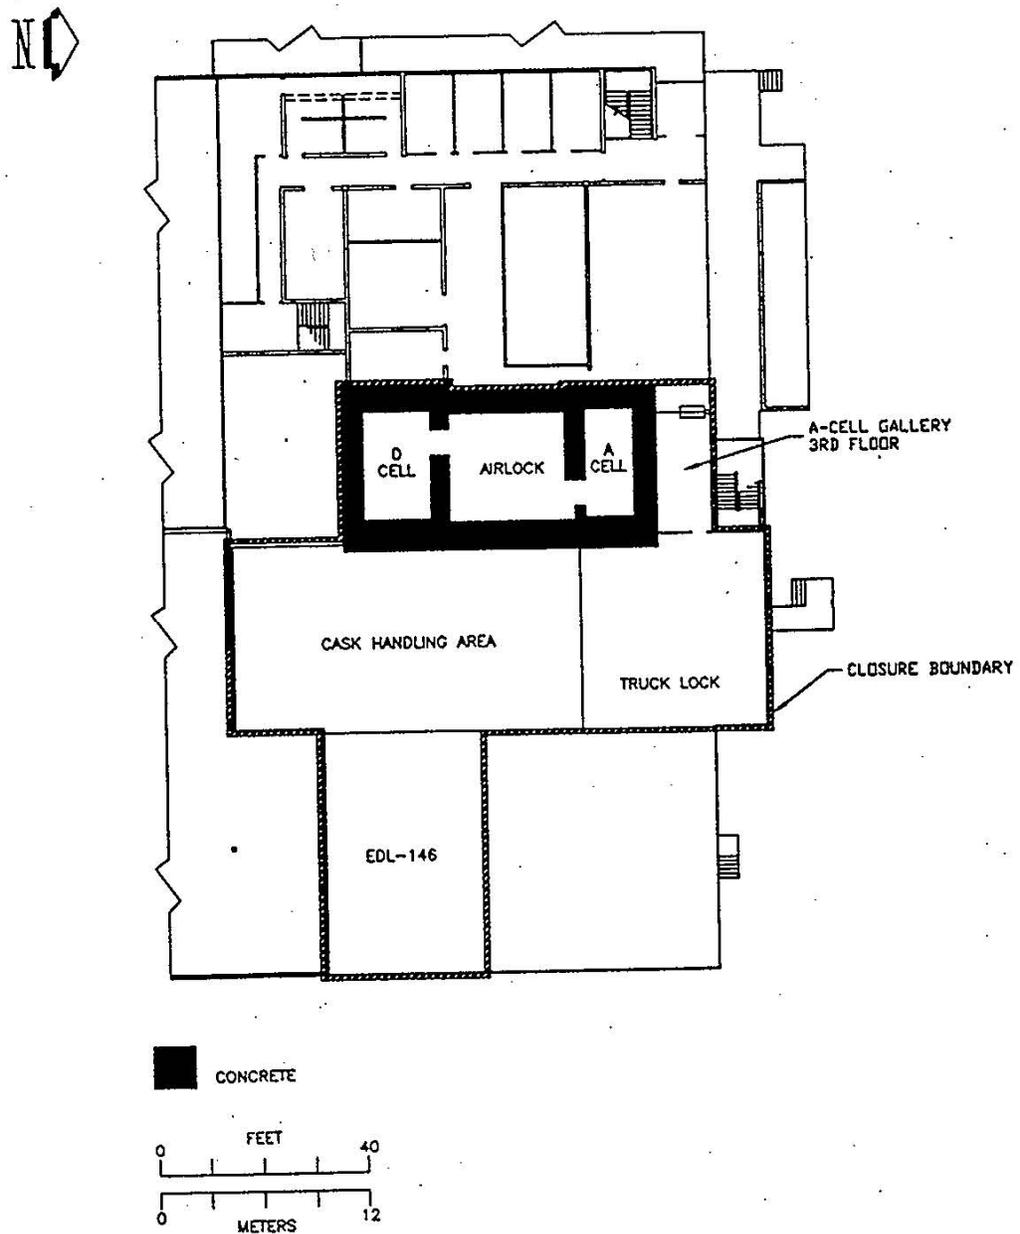 N
A-CELL GALLERY
3RD FLOOR
D
CELL
AIRLOCK
A
CELL
CASK HANDLING AREA
TRUCK LOCK
CLOSURE BOUNDARY
EDL-146
CONCRETE
FEET
0 40
0 12
METERS